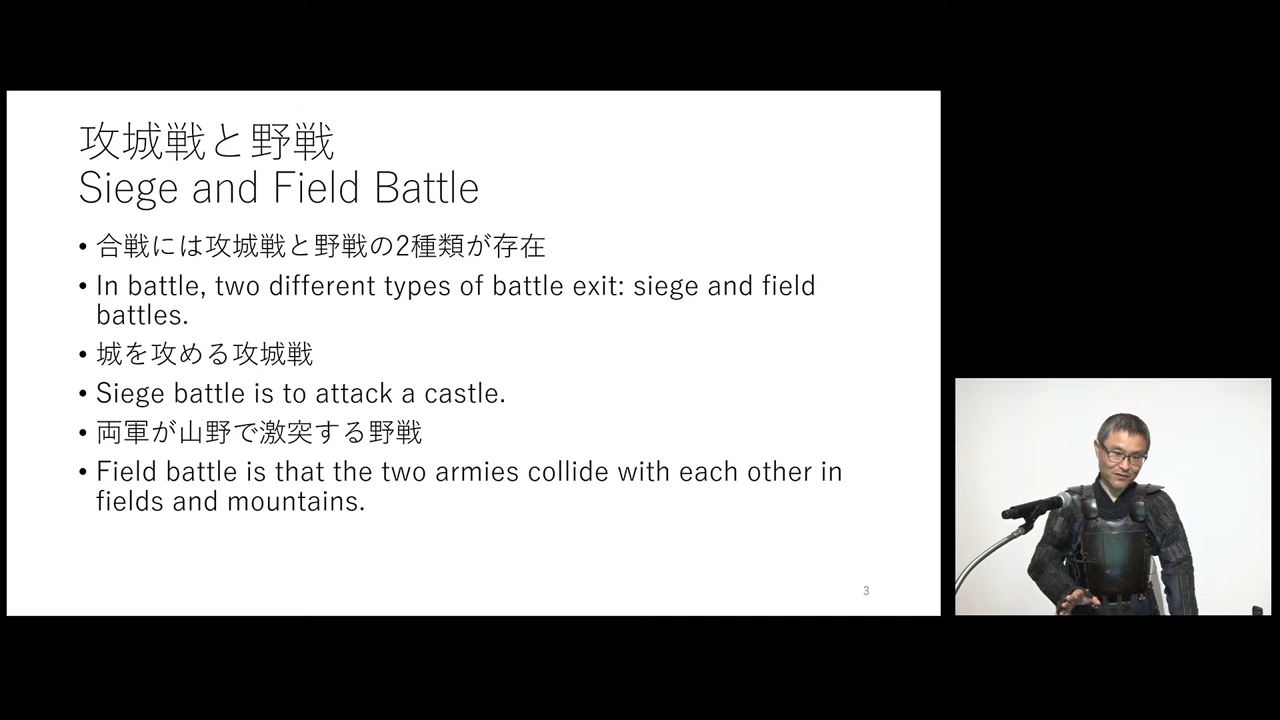 攻城戦と野戦
Siege and Field Battle
• 合戦には攻城戦と野戦の2種類が存在
• In battle, two different types of battle exit: siege and field
battles.
• 城を攻める攻城戦
• Siege battle is to attack a castle.
• 両軍が山野で激突する野戦
• Field battle is that the two armies collide with each other in
fields and mountains.
3